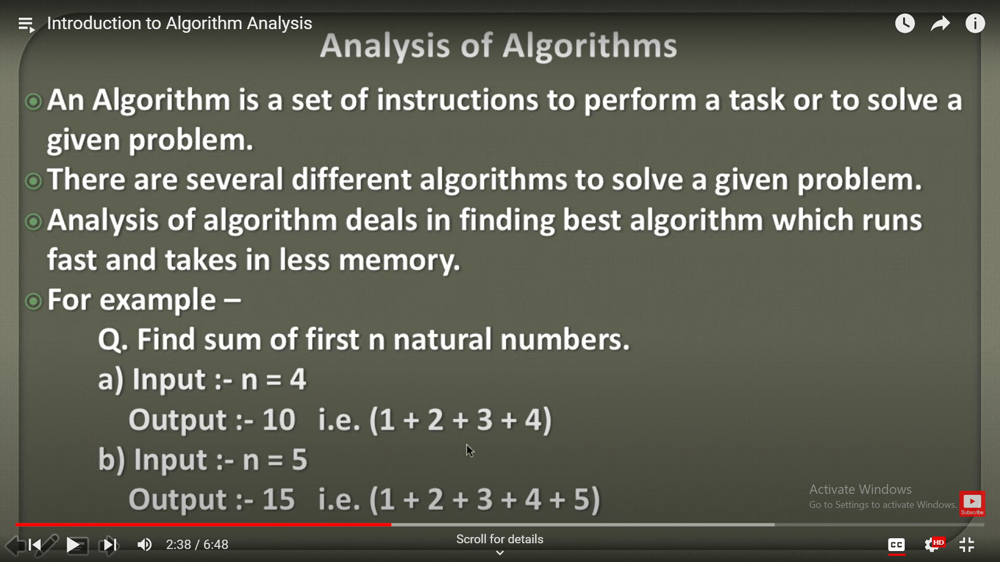 Introduction to Algorithm Analysis
Analysis of Algorithms
An Algorithm is a set of instructions to perform a task or to solve a
given problem.
There are several different algorithms to solve a given problem.
Analysis of algorithm deals in finding best algorithm which runs
fast and takes in less memory.
For example –
Q. Find sum of first n natural numbers.
a) Input :- n = 4
Output :- 10 i.e. (1 + 2 + 3 + 4)
b) Input :- n = 5
Output :- 15 i.e. (1 + 2 + 3 + 4 + 5)
Activate Windows
Go to Settings to activate Windows.
Subscribe
2:38 / 6:48
Scroll for details
CC
HD